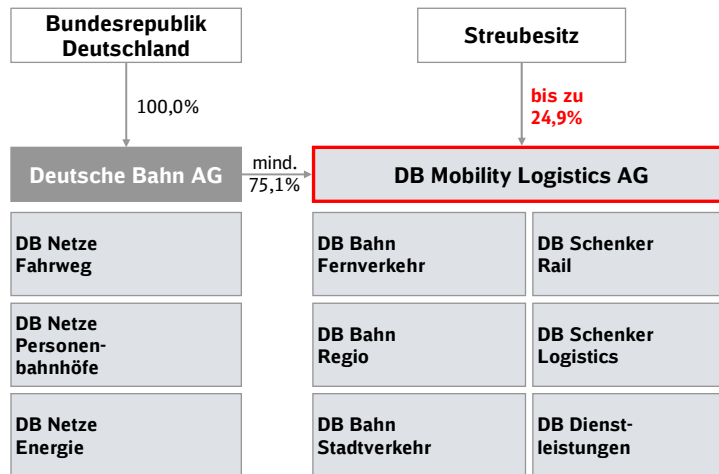 Bundesrepublik
Deutschland
Streubesitz
100,0%
bis zu
24,9%
Deutsche Bahn AG
mind.
75,1%
DB Mobility Logistics AG
DB Netze
Fahrweg
DB Bahn
Fernverkehr
DB Schenker
Rail
DB Netze
Personen-
bahnhöfe
DB Bahn
Regio
DB Schenker
Logistics
DB Netze
Energie
DB Bahn
Stadtverkehr
DB Dienst-
leistungen